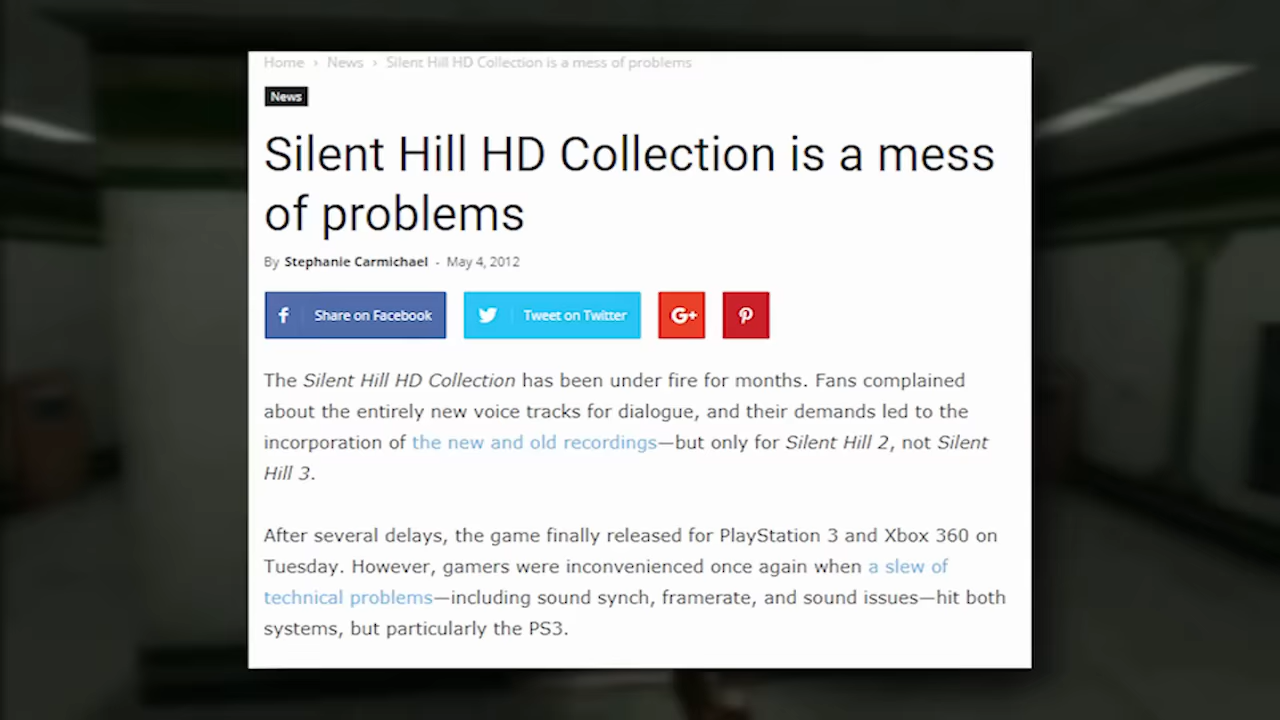 Home › News › Silent Hill HD Collection is a mess of problems
News
Silent Hill HD Collection is a mess
of problems
By Stephanie Carmichael - May 4, 2012
Share on Facebook
Tweet on Twitter
G+
The Silent Hill HD Collection has been under fire for months. Fans complained
about the entirely new voice tracks for dialogue, and their demands led to the
incorporation of the new and old recordings—but only for Silent Hill 2, not Silent
Hill 3.
After several delays, the game finally released for PlayStation 3 and Xbox 360 on
Tuesday. However, gamers were inconvenienced once again when a slew of
technical problems—including sound synch, framerate, and sound issues—hit both
systems, but particularly the PS3.